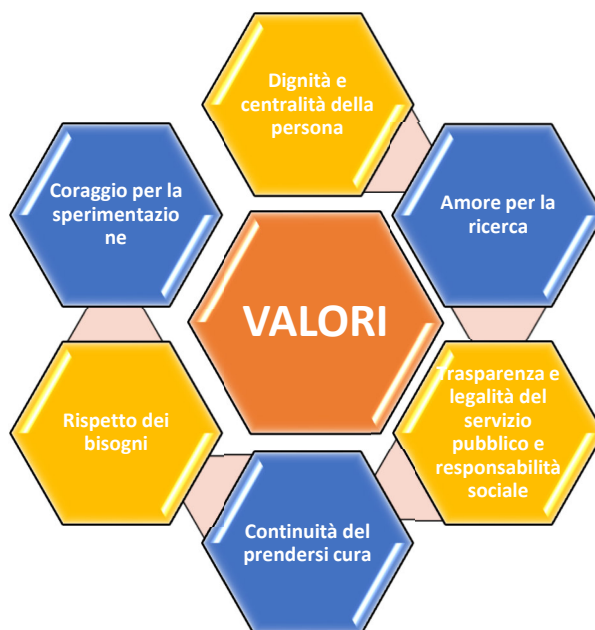 Dignità e
centralità della
persona
Amore per la
ricerca
Trasparenza e
legalità del
servizio
pubblico e
responsabilità
sociale
Continuità del
prendersi cura
Rispetto dei
bisogni
Coraggio per la
sperimentazio
ne
VALORI